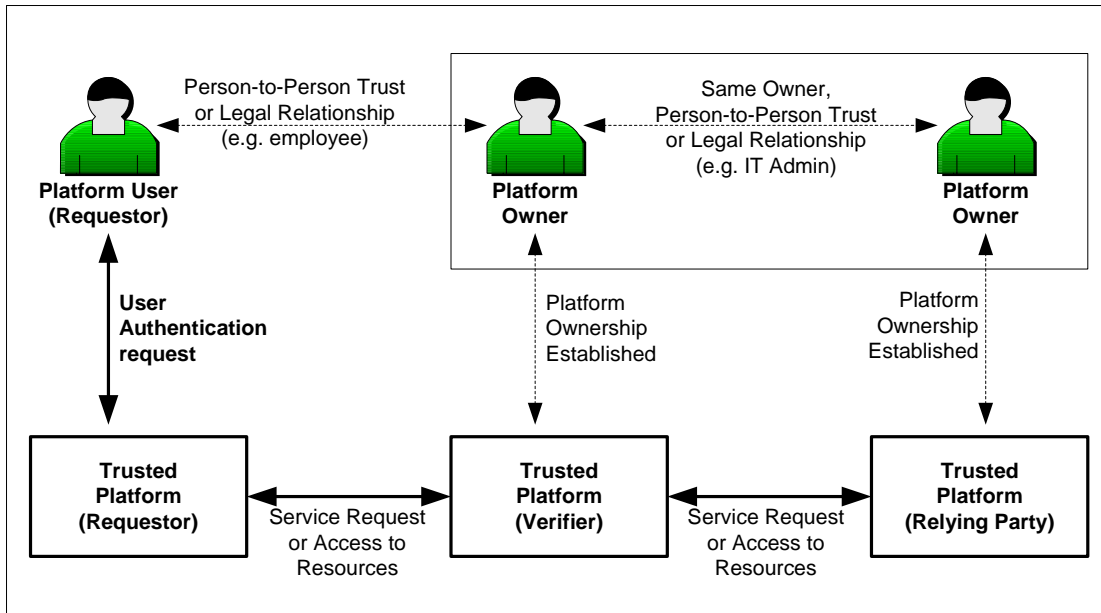 Person-to-Person Trust
or Legal Relationship
(e.g. employee)
Same Owner,
Person-to-Person Trust
or Legal Relationship
(e.g. IT Admin)
Platform User
(Requestor)
Platform
Owner
Platform
Owner
User
Authentication
request
Platform
Ownership
Established
Platform
Ownership
Established
Trusted
Platform
(Requestor)
Service Request
or Access to
Resources
Trusted
Platform
(Verifier)
Service Request
or Access to
Resources
Trusted
Platform
(Relying Party)